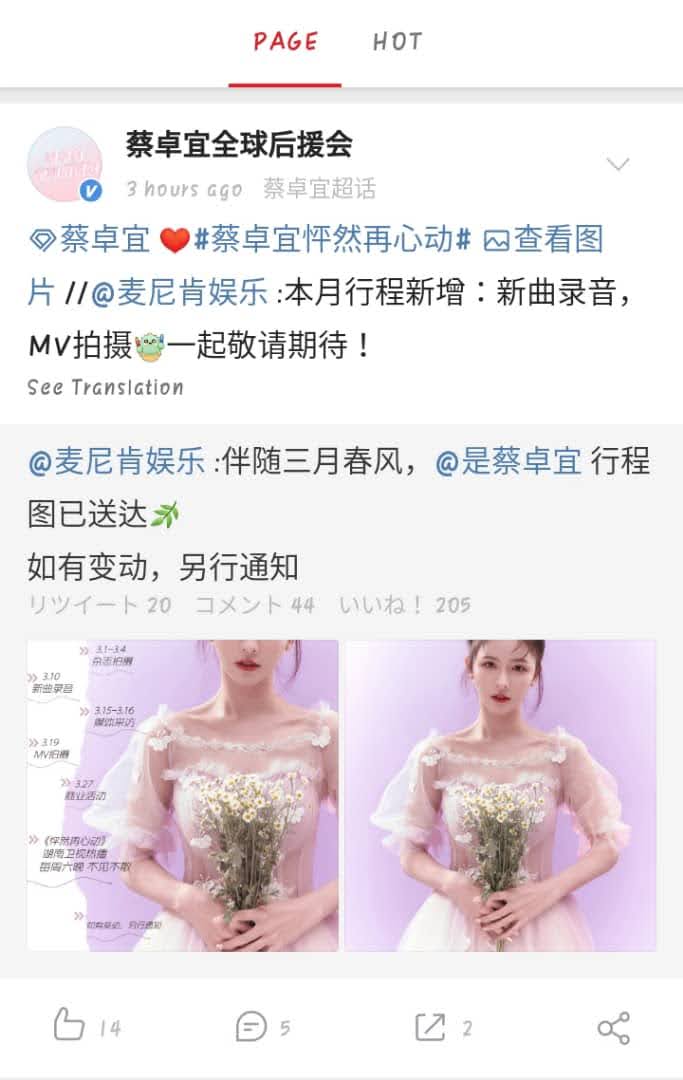 PAGE HOT
蔡卓宜全球后援会
3 hours ago 蔡卓宜超话
蔡卓宜 ❤️#蔡卓宜怦然再心动# 查看图
片 //@麦尼肯娱乐 :本月行程新增：新曲录音，
MV拍摄一起敬请期待！
See Translation
@麦尼肯娱乐 :伴随三月春风，@是蔡卓宜 行程
图已送达🌿
如有变动，另行通知
リツイート 20 コメント 44 いいね！ 205
3.1-3.4
杂志拍摄
3.10
新曲录音
3.15-3.16
媒体采访
3.19
MV拍摄
3.27
商业活动
《怦然再心动》
湖南卫视热播
每周六晚 不见不散
如有变动，另行通知
14 5 2